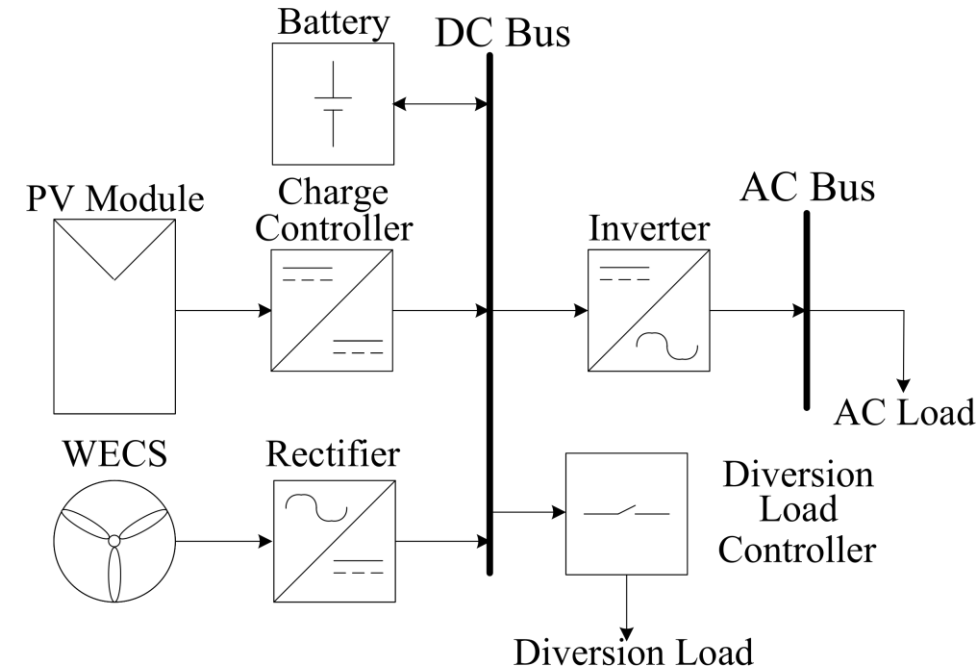 Battery
DC Bus
PV Module
Charge
Controller
Inverter
AC Bus
AC Load
WECS
Rectifier
Diversion
Load
Controller
Diversion Load